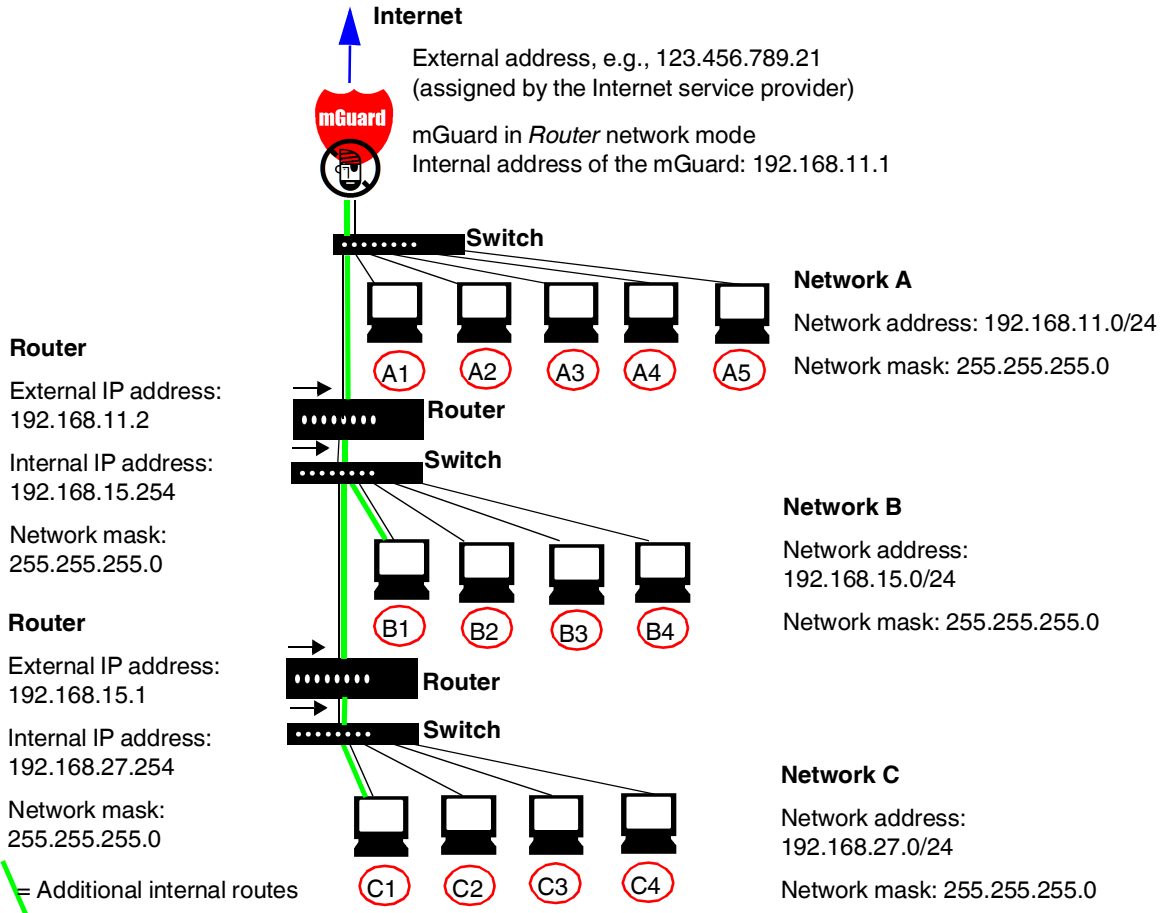 Internet
External address, e.g., 123.456.789.21
(assigned by the Internet service provider)
mGuard
mGuard in Router network mode
Internal address of the mGuard: 192.168.11.1
Switch
Network A
Network address: 192.168.11.0/24
Network mask: 255.255.255.0
A1
A2
A3
A4
A5
Router
External IP address:
192.168.11.2
Internal IP address:
192.168.15.254
Network mask:
255.255.255.0
Router
Switch
Network B
Network address:
192.168.15.0/24
Network mask: 255.255.255.0
B1
B2
B3
B4
Router
External IP address:
192.168.15.1
Internal IP address:
192.168.27.254
Network mask:
255.255.255.0
Router
Switch
Network C
Network address:
192.168.27.0/24
Network mask: 255.255.255.0
C1
C2
C3
C4
= Additional internal routes